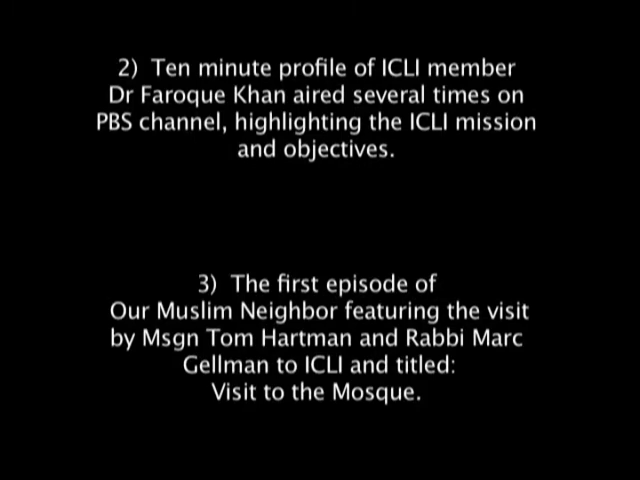 2) Ten minute profile of ICLI member
Dr Faroque Khan aired several times on
PBS channel, highlighting the ICLI mission
and objectives.
3) The first episode of
Our Muslim Neighbor featuring the visit
by Msgn Tom Hartman and Rabbi Marc
Gellman to ICLI and titled:
Visit to the Mosque.